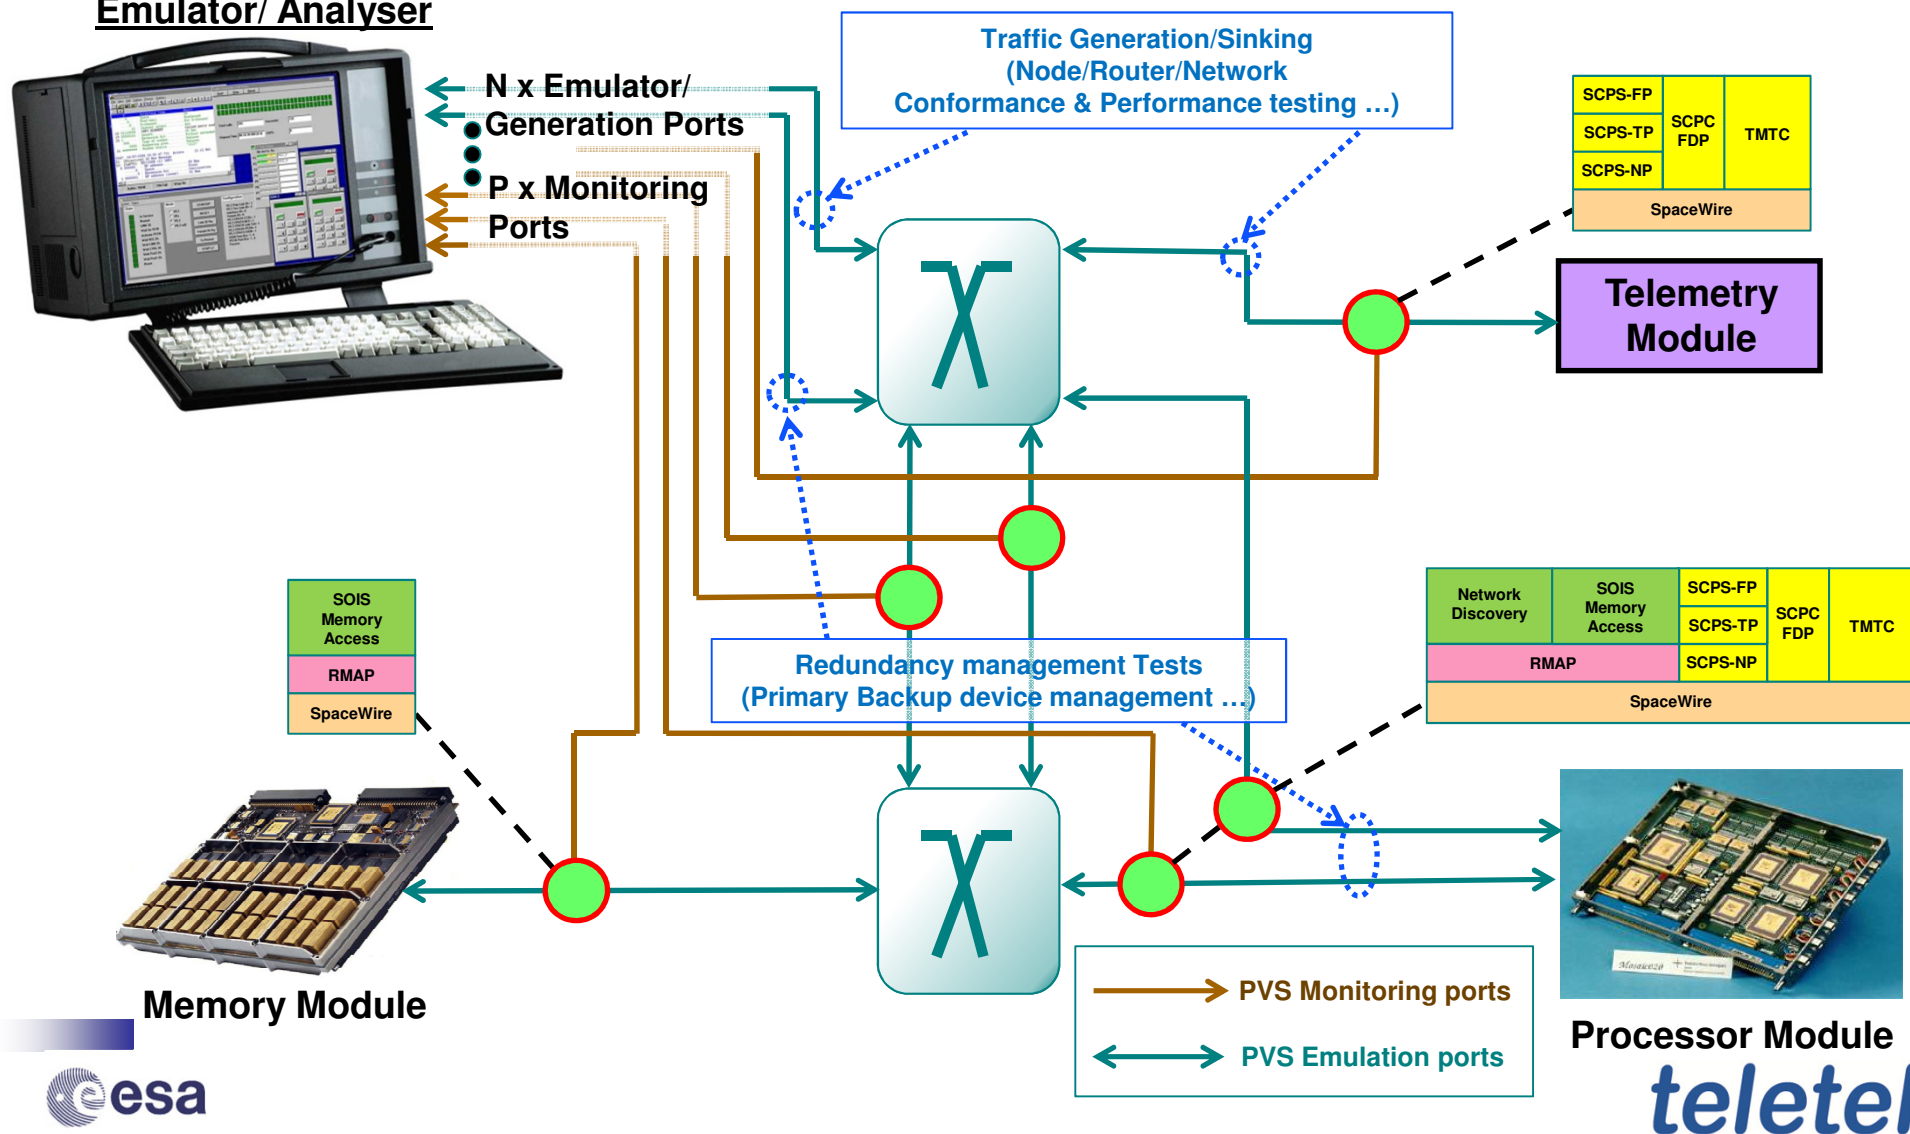 Emulator/ Analyser
N x Emulator/
Generation Ports
P x Monitoring
Ports
Traffic Generation/Sinking
(Node/Router/Network
Conformance & Performance testing ...)
SCPS-FP
SCPS-TP
SCPS-NP
SCPC
FDP
TMTC
SpaceWire
Telemetry
Module
SOIS
Memory
Access
RMAP
SpaceWire
Redundancy management Tests
(Primary Backup device management ...)
Network
Discovery
SOIS
Memory
Access
SCPS-FP
SCPS-TP
SCPS-NP
SCPC
FDP
TMTC
RMAP
SpaceWire
Memory Module
PVS Monitoring ports
PVS Emulation ports
Processor Module
esa
teletel